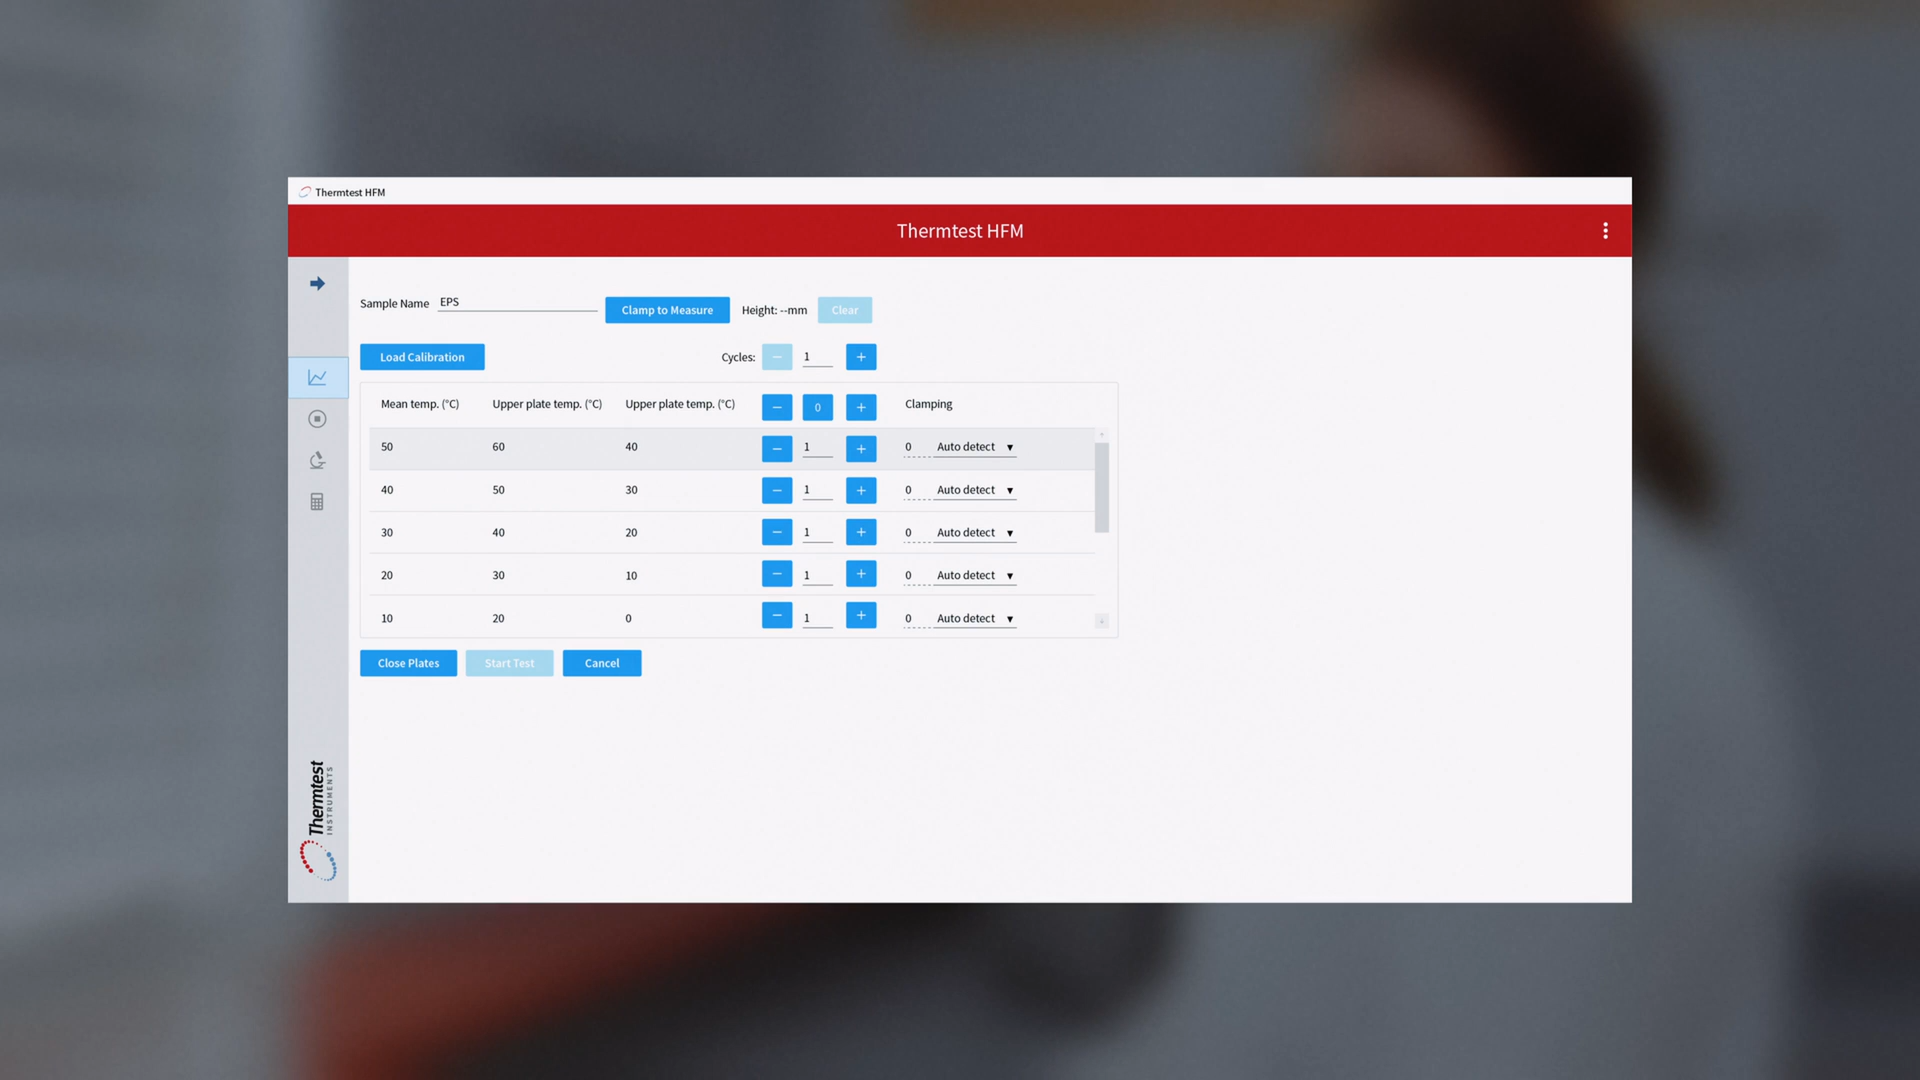 Thermtest HFM
Thermtest HFM
Sample Name EPS Clamp to Measure Height: --mm Clear
Load Calibration Cycles: − 1 +
Mean temp. (°C) Upper plate temp. (°C) Upper plate temp. (°C) − 0 + Clamping
50 60 40 − 1 + 0 Auto detect ▼
40 50 30 − 1 + 0 Auto detect ▼
30 40 20 − 1 + 0 Auto detect ▼
20 30 10 − 1 + 0 Auto detect ▼
10 20 0 − 1 + 0 Auto detect ▼
Close Plates Start Test Cancel
Thermtest
INSTRUMENTS